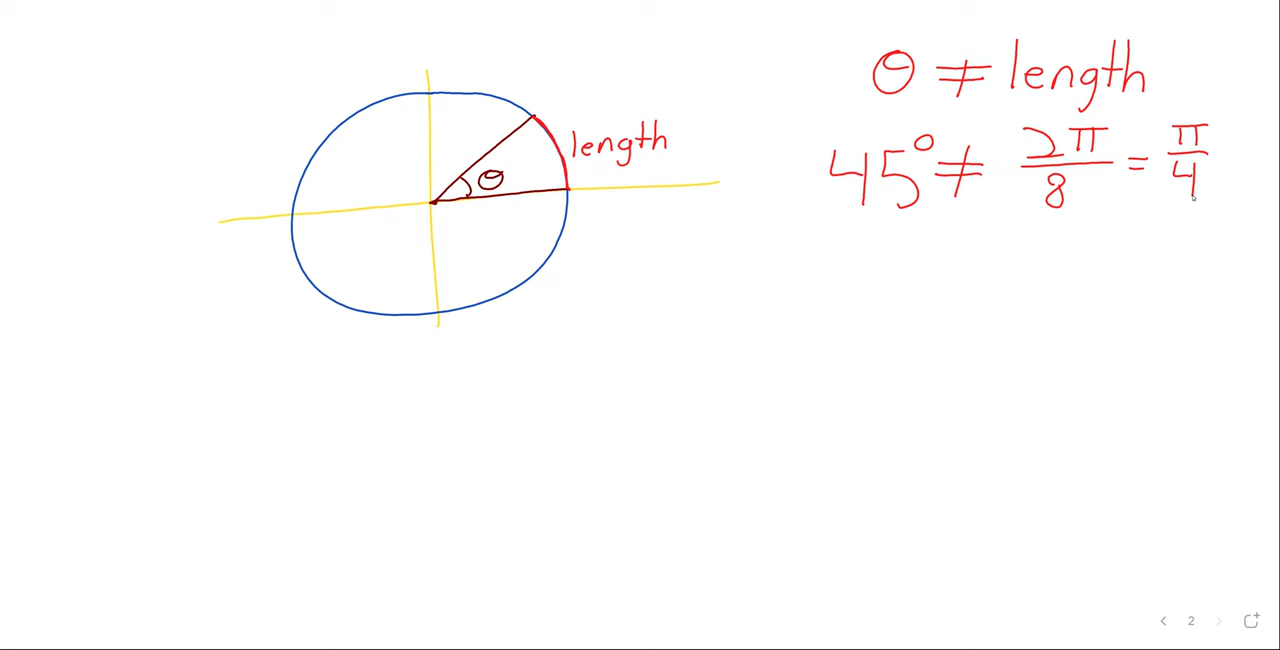 θ ≠ length
45° ≠ 2π/8 = π/4
length
θ
2